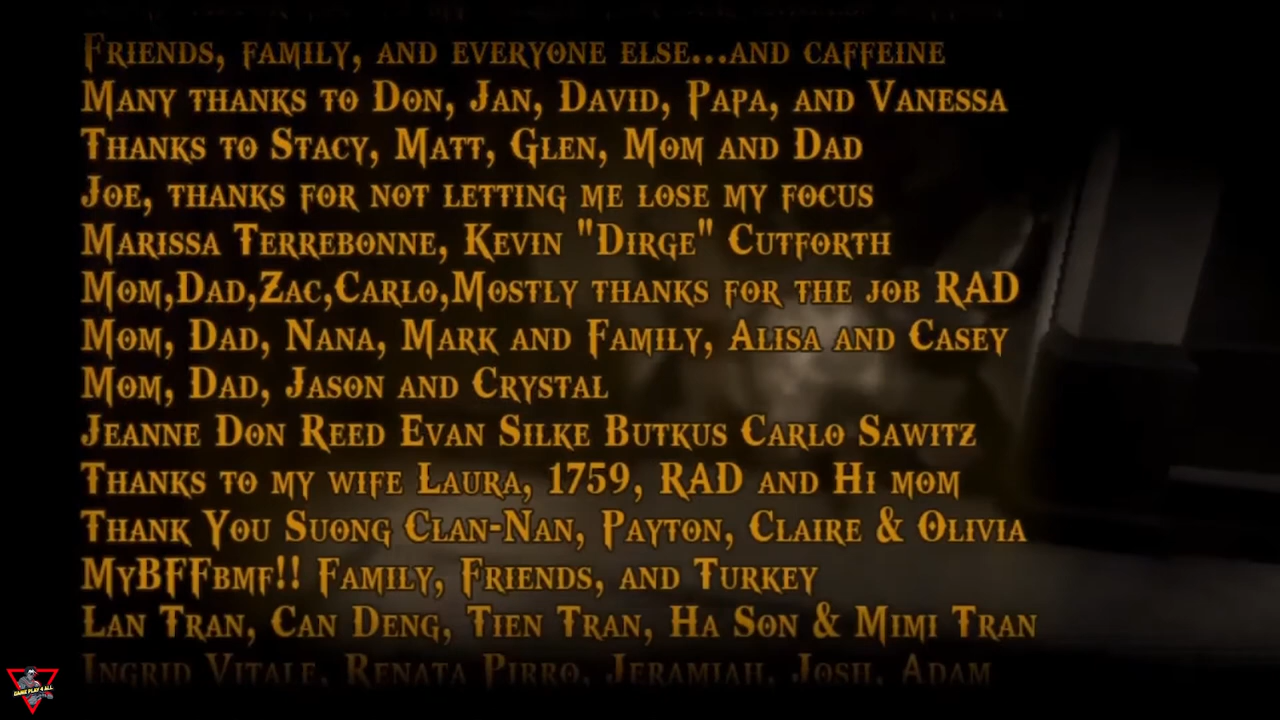 Friends, family, and everyone else...and caffeine
Many thanks to Don, Jan, David, Papa, and Vanessa
Thanks to Stacy, Matt, Glen, Mom and Dad
Joe, thanks for not letting me lose my focus
Marissa Terrebonne, Kevin "Dirge" Cutforth
Mom,Dad,Zac,Carlo,Mostly thanks for the job RAD
Mom, Dad, Nana, Mark and Family, Alisa and Casey
Mom, Dad, Jason and Crystal
Jeanne Don Reed Evan Silke Butkus Carlo Sawitz
Thanks to my wife Laura, 1759, RAD and Hi mom
Thank You Suong Clan-Nan, Payton, Claire & Olivia
MyBFFbmf!! Family, Friends, and Turkey
Lan Tran, Can Deng, Tien Tran, Ha Son & Mimi Tran
Ingrid Vitale, Renata Pirro, Jeramiah, Josh, Adam
GAME PLAY 4 ALL